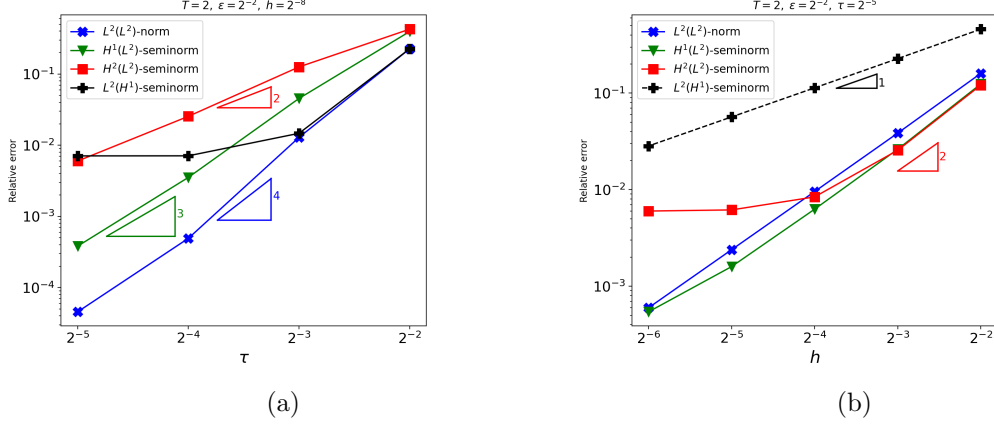 T = 2, ε = 2⁻², h = 2⁻⁸
L²(L²)-norm
H¹(L²)-seminorm
H²(L²)-seminorm
L²(H¹)-seminorm
2
3
4
10⁻¹
10⁻²
10⁻³
10⁻⁴
Relative error
2⁻⁵ 2⁻⁴ 2⁻³ 2⁻²
τ
(a)
T = 2, ε = 2⁻², τ = 2⁻⁵
L²(L²)-norm
H¹(L²)-seminorm
H²(L²)-seminorm
L²(H¹)-seminorm
1
2
10⁻¹
10⁻²
10⁻³
Relative error
2⁻⁶ 2⁻⁵ 2⁻⁴ 2⁻³ 2⁻²
h
(b)